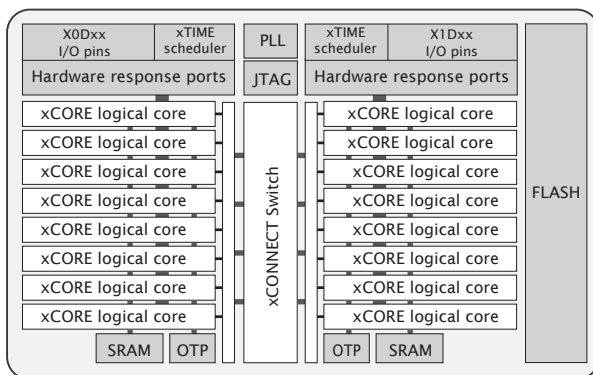 X0Dxx
I/O pins
xTIME
scheduler
Hardware response ports
PLL
JTAG
xTIME
scheduler
X1Dxx
I/O pins
Hardware response ports
xCORE logical core
xCORE logical core
xCORE logical core
xCORE logical core
xCORE logical core
xCORE logical core
xCORE logical core
xCORE logical core
SRAM
OTP
xCONNECT Switch
xCORE logical core
xCORE logical core
xCORE logical core
xCORE logical core
xCORE logical core
xCORE logical core
xCORE logical core
xCORE logical core
OTP
SRAM
FLASH